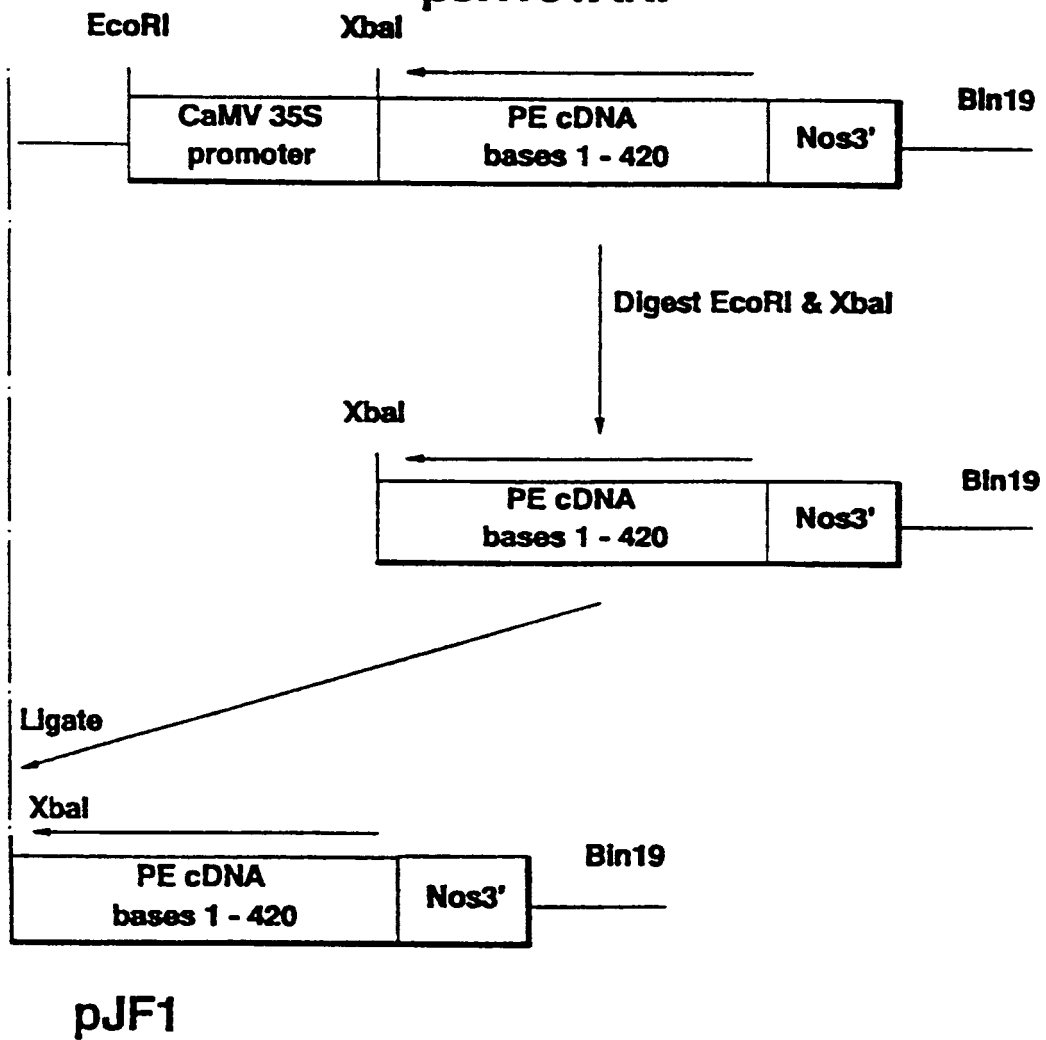 EcoRI XbaI
CaMV 35S
promoter
PE cDNA
bases 1 - 420
Nos3'
Bin19
Digest EcoRI & XbaI
XbaI
PE cDNA
bases 1 - 420
Nos3'
Bin19
Ligate
XbaI
PE cDNA
bases 1 - 420
Nos3'
Bin19
pJF1